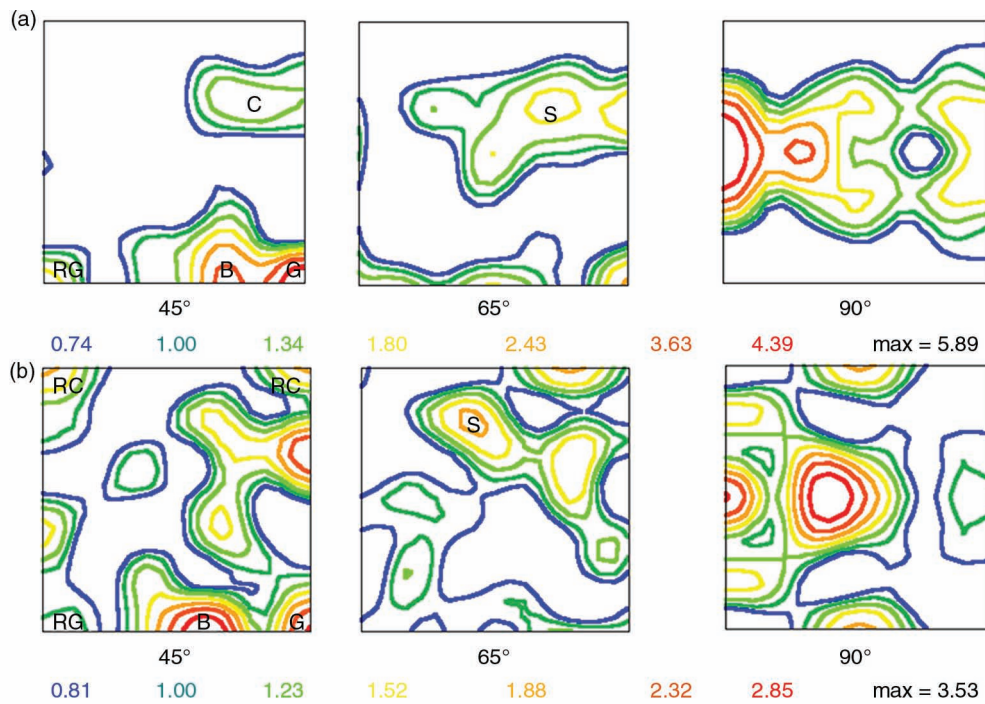 (a)
C
S
RG B G
45° 65° 90°
0.74 1.00 1.34 1.80 2.43 3.63 4.39 max = 5.89
(b)
RC RC
S
RG B G
45° 65° 90°
0.81 1.00 1.23 1.52 1.88 2.32 2.85 max = 3.53